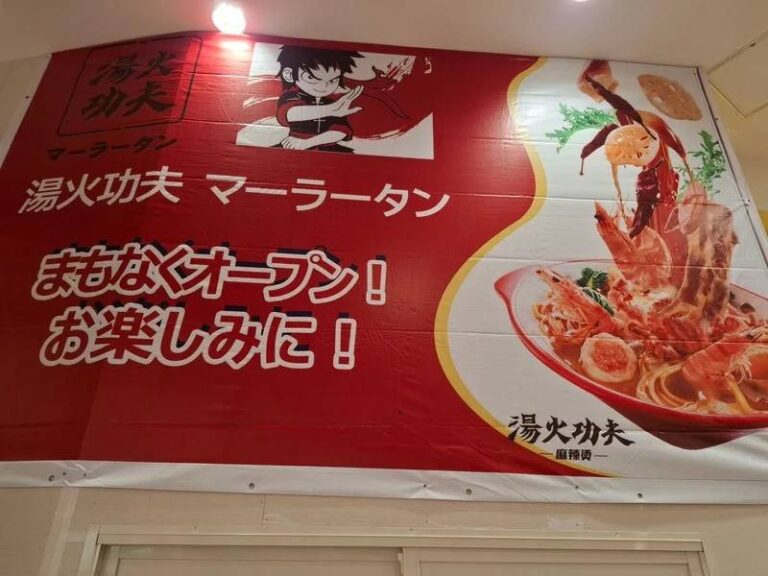 湯火
功夫
マーラータン
湯火功夫 マーラータン
まもなくオープン！
お楽しみに！
湯火功夫
麻辣烫